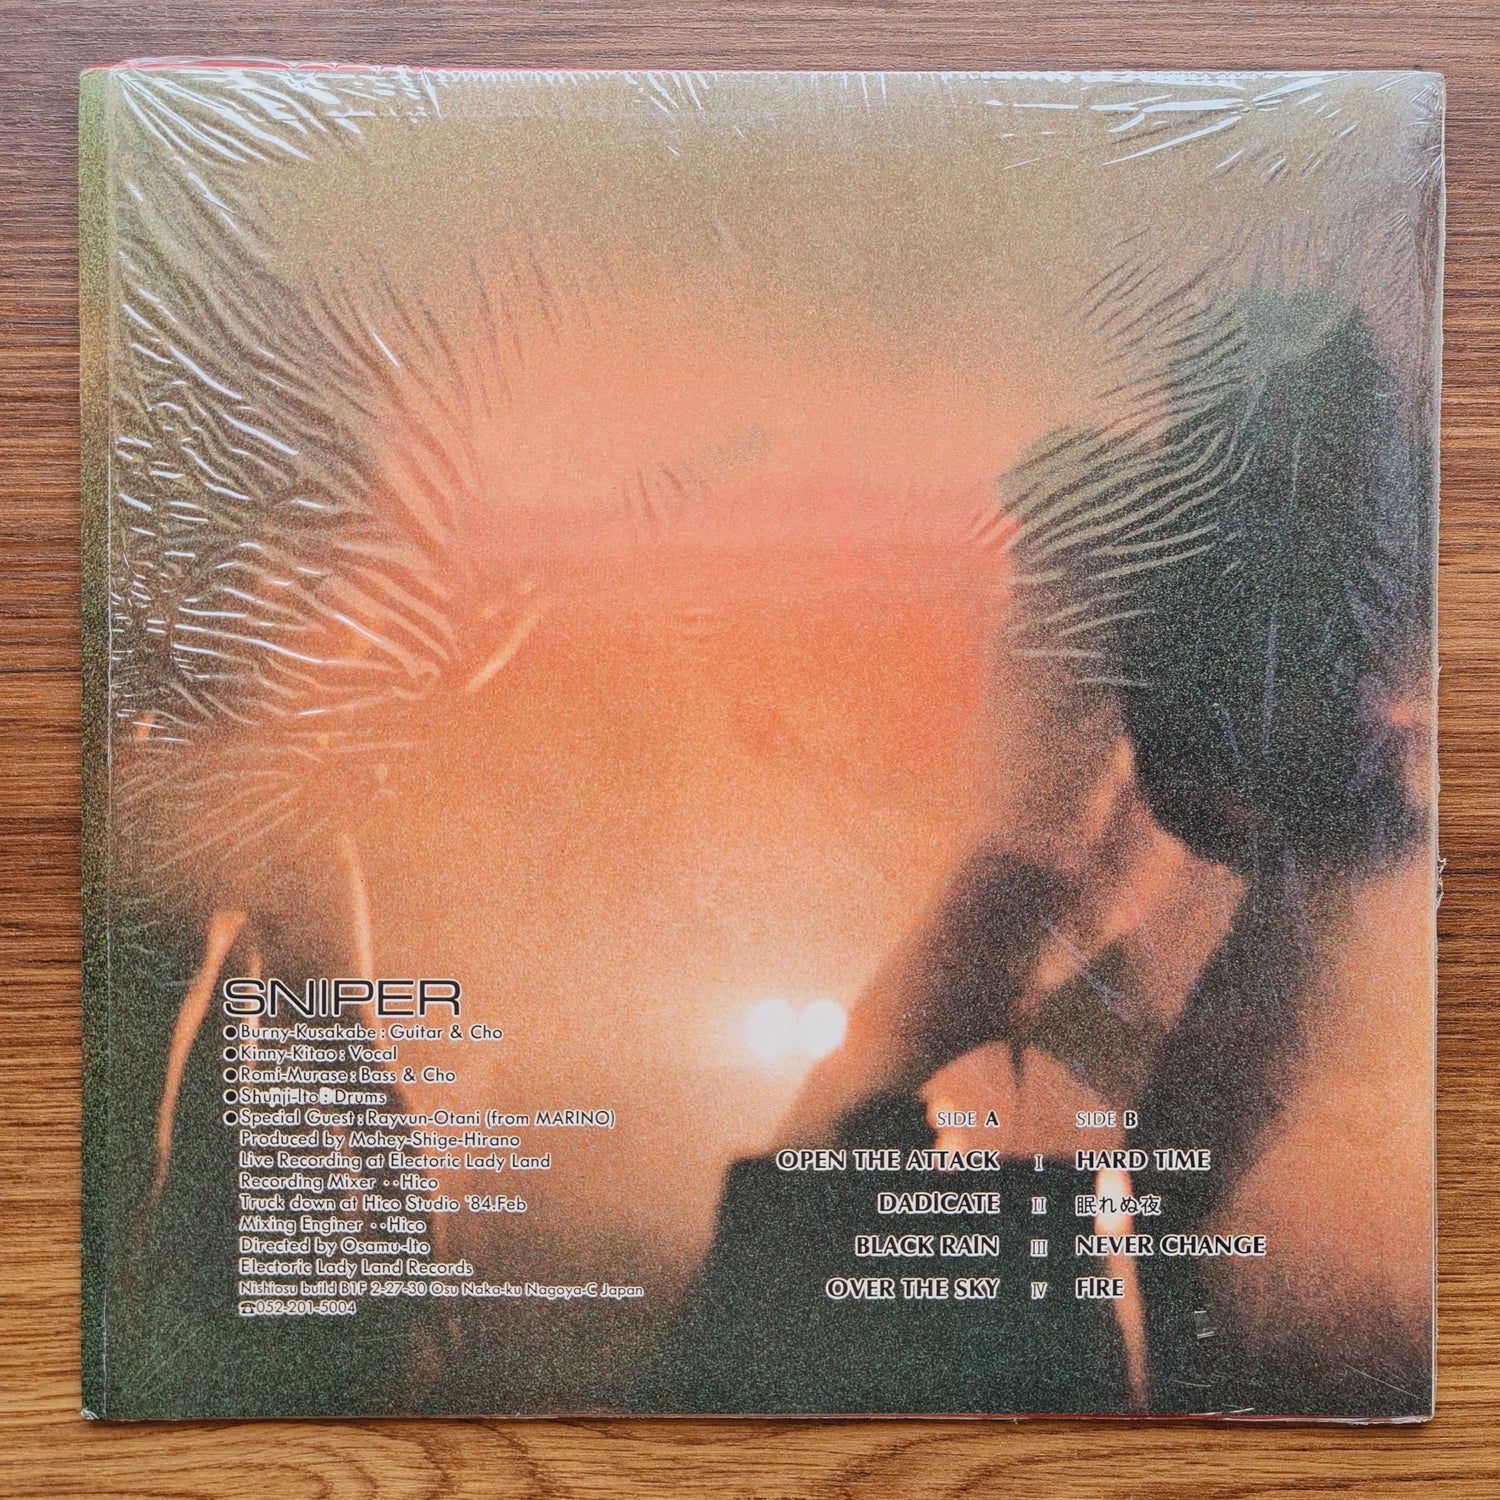 SNIPER
●Burny-Kusakabe : Guitar & Cho
●Kinny-Kitao : Vocal
●Romi-Murase : Bass & Cho
●Shunji-Ito : Drums
●Special Guest : Rayvun-Otani (from MARINO)
Produced by Mohey-Shige-Hirano
Live Recording at Electoric Lady Land
Recording Mixer ‥Hico
Truck down at Hico Studio '84.Feb
Mixing Enginer ‥Hico
Directed by Osamu-Ito
Electoric Lady Land Records
Nishiosu build B1F 2-27-30 Osu Naka-ku Nagoya-C Japan
☎052-201-5004
SIDE A SIDE B
OPEN THE ATTACK I HARD TIME
DADICATE II 眠れぬ夜
BLACK RAIN III NEVER CHANGE
OVER THE SKY IV FIRE